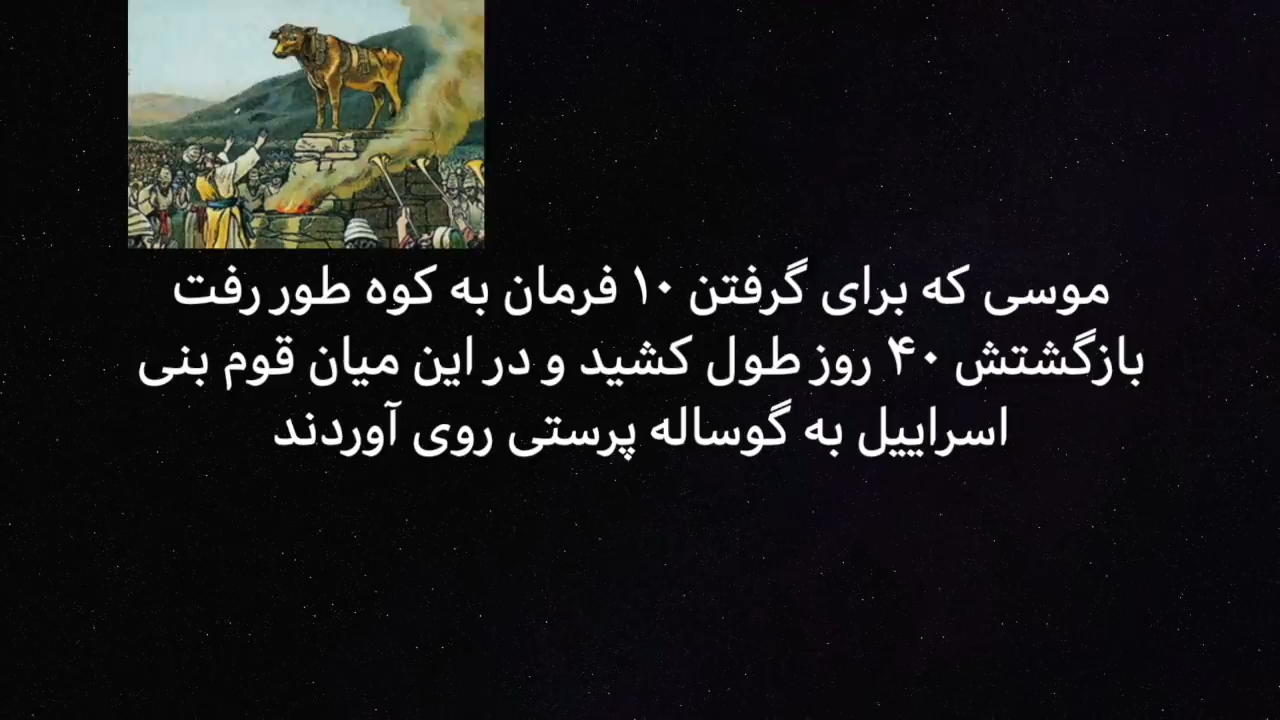 موسی که برای گرفتن ۱۰ فرمان به کوه طور رفت
بازگشتش ۴۰ روز طول کشید و در این میان قوم بنی
اسراییل به گوساله پرستی روی آوردند